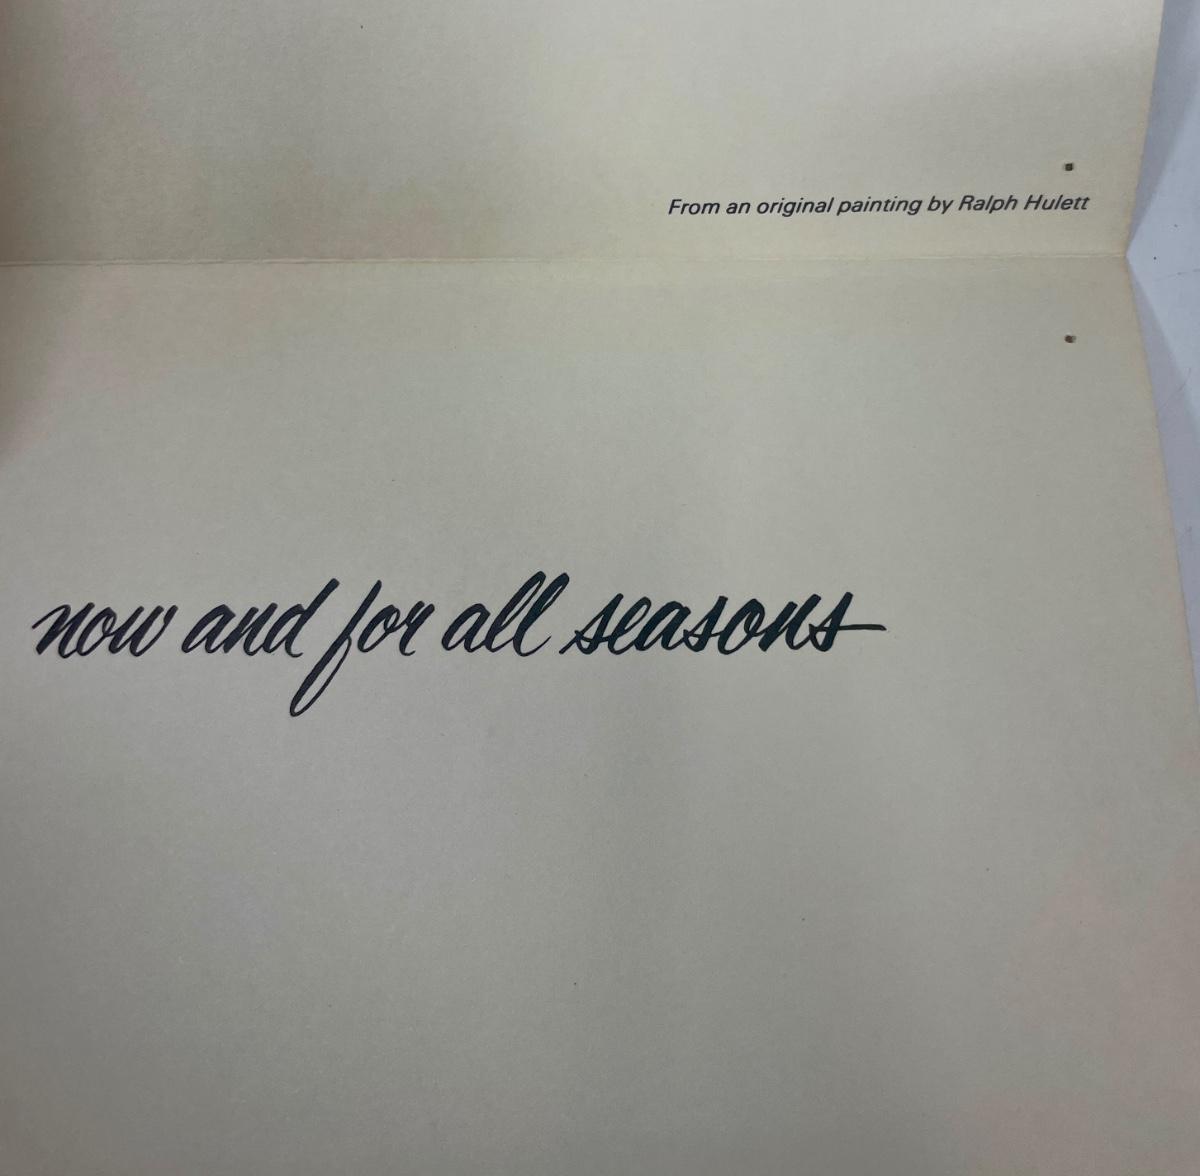 From an original painting by Ralph Hulett
now and for all seasons